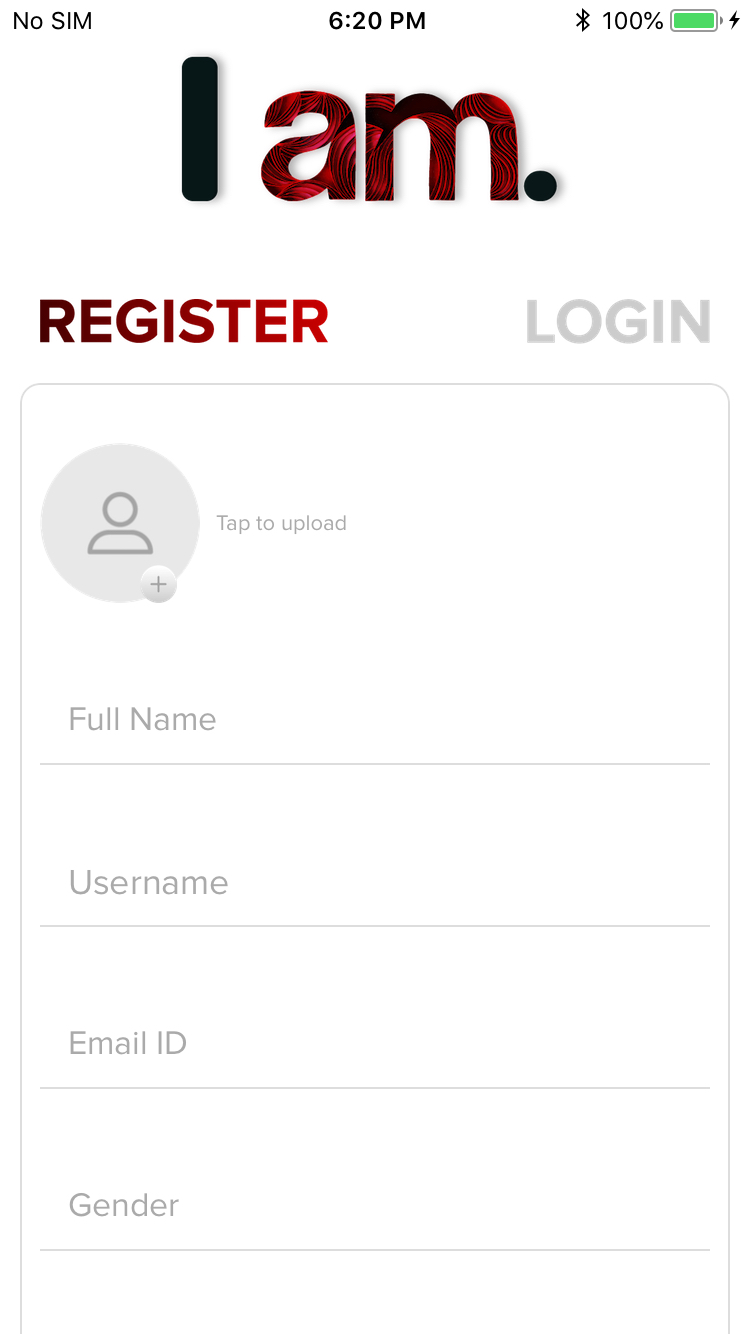 No SIM 6:20 PM 100%
I am.
REGISTER LOGIN
Tap to upload
Full Name
Username
Email ID
Gender